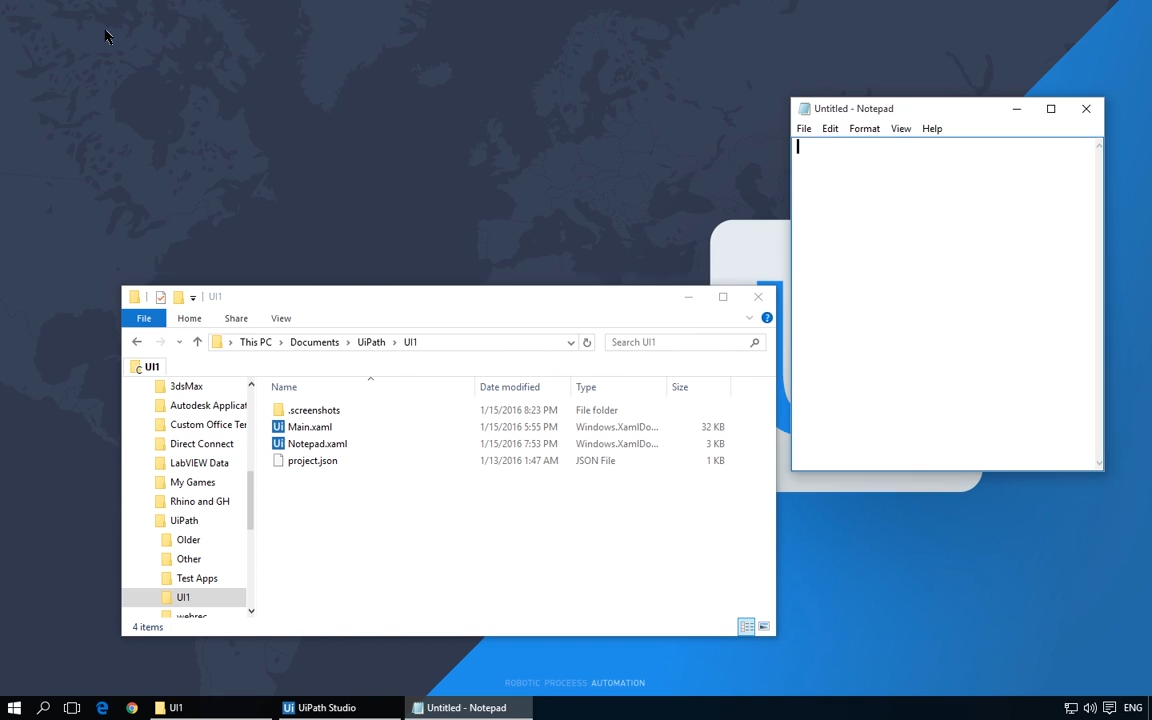 Untitled - Notepad
File Edit Format View Help
UI1
File Home Share View
This PC Documents UiPath UI1
Search UI1
UI1
3dsMax
Autodesk Applicat
Custom Office Ter
Direct Connect
LabVIEW Data
My Games
Rhino and GH
UiPath
Older
Other
Test Apps
UI1
webrec
Name Date modified Type Size
.screenshots 1/15/2016 8:23 PM File folder
Ui Main.xaml 1/15/2016 5:55 PM Windows.XamlDo... 32 KB
Ui Notepad.xaml 1/15/2016 7:53 PM Windows.XamlDo... 3 KB
project.json 1/13/2016 1:47 AM JSON File 1 KB
4 items
ROBOTIC PROCEESS AUTOMATION
UI1
Ui UiPath Studio
Untitled - Notepad
ENG